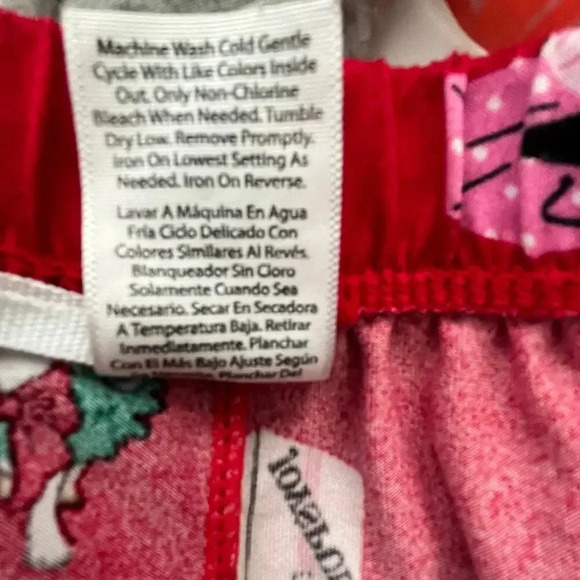 Machine Wash Cold Gentle
Cycle With Like Colors Inside
Out. Only Non-Chlorine
Bleach When Needed. Tumble
Dry Low. Remove Promptly.
Iron On Lowest Setting As
Needed. Iron On Reverse.
Lavar A Máquina En Agua
Fría Ciclo Delicado Con
Colores Similares Al Revés.
Blanqueador Sin Cloro
Solamente Cuando Sea
Necesario. Secar En Secadora
A Temperatura Baja. Retirar
Inmediatamente. Planchar
Con El Más Bajo Ajuste Según
Planchar Del